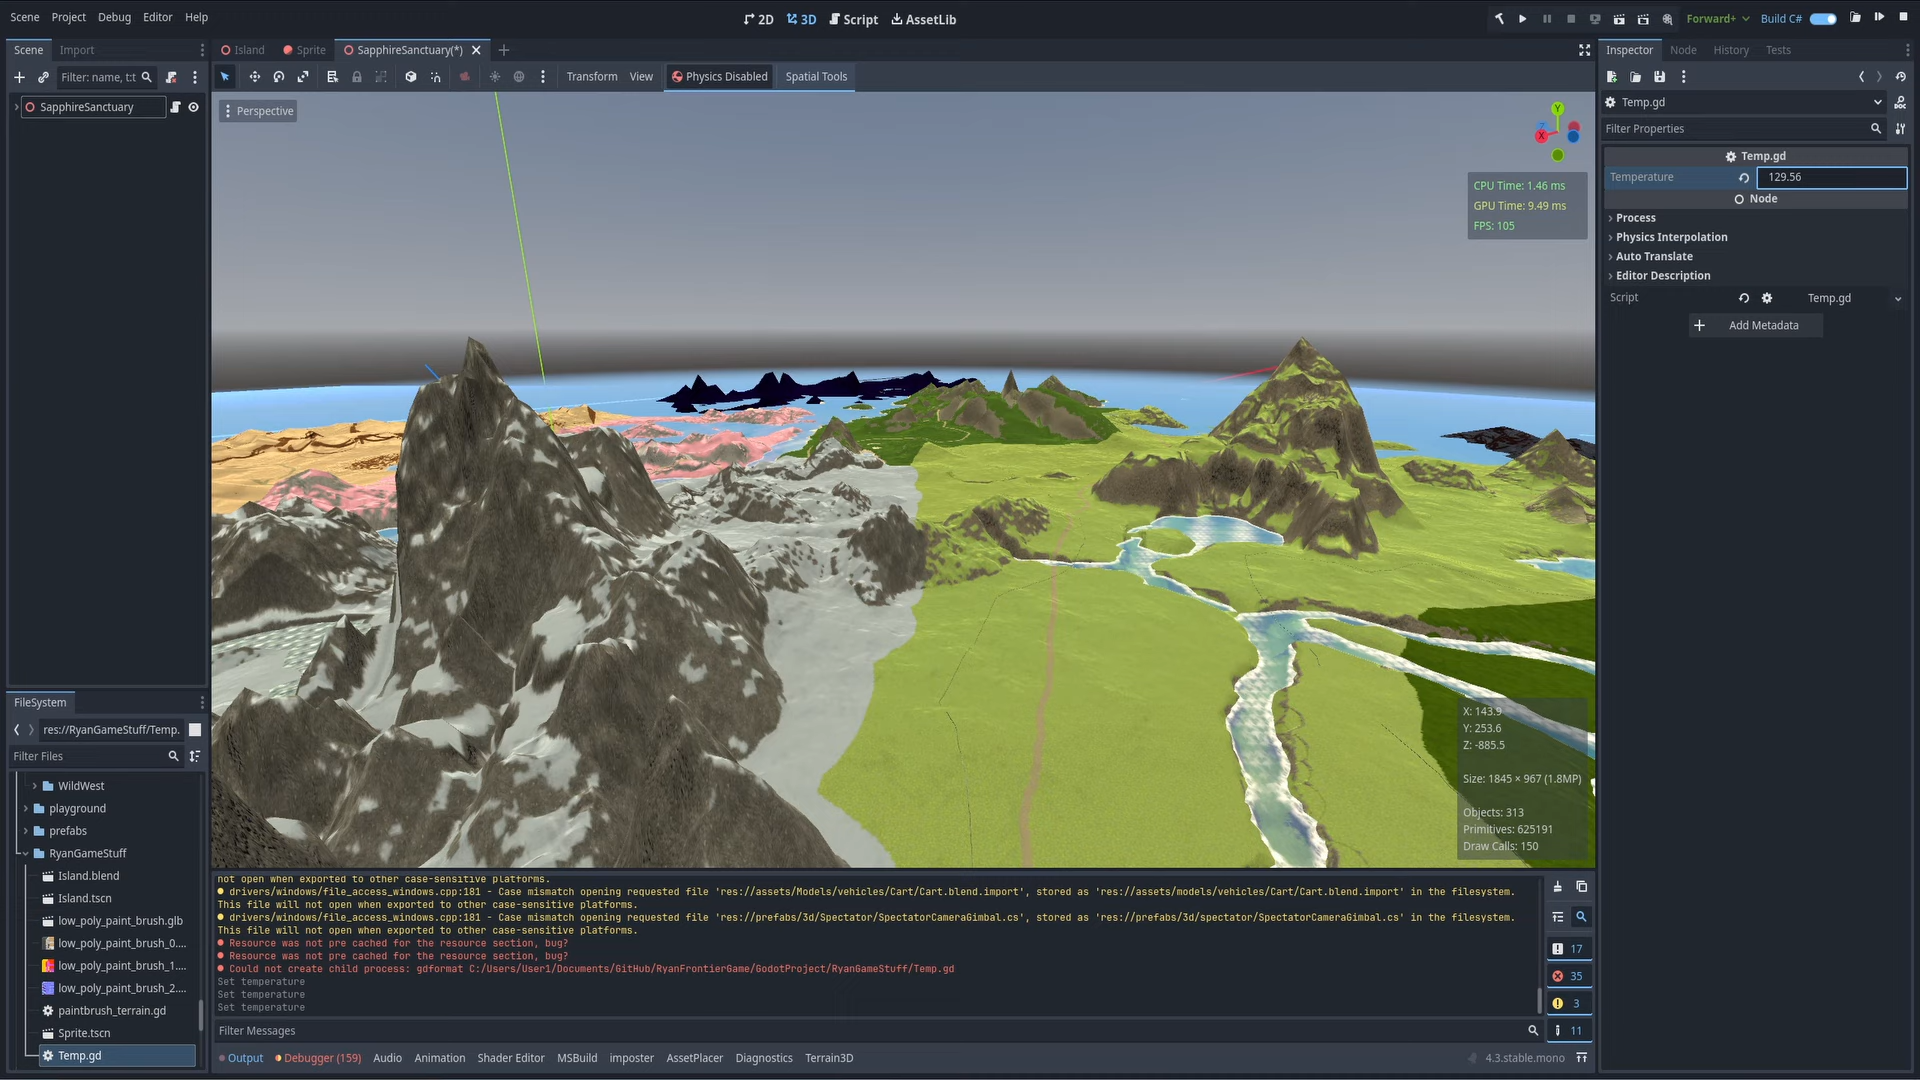 Scene Project Debug Editor Help
2D 3D Script AssetLib
Forward+ Build C#
Scene Import
Filter: name, t:t
SapphireSanctuary
Island Sprite SapphireSanctuary(*)
Transform View Physics Disabled Spatial Tools
Perspective
Y
Z
X
CPU Time: 1.46 ms
GPU Time: 9.49 ms
FPS: 105
X: 143.9
Y: 253.6
Z: -885.5
Size: 1845 × 967 (1.8MP)
Objects: 313
Primitives: 625191
Draw Calls: 150
Inspector Node History Tests
Temp.gd
DOC
Filter Properties
Temp.gd
Temperature 129.56
Node
Process
Physics Interpolation
Auto Translate
Editor Description
Script Temp.gd
Add Metadata
FileSystem
res://RyanGameStuff/Temp.
Filter Files
WildWest
playground
prefabs
RyanGameStuff
Island.blend
Island.tscn
low_poly_paint_brush.glb
low_poly_paint_brush_0....
low_poly_paint_brush_1....
low_poly_paint_brush_2....
paintbrush_terrain.gd
Sprite.tscn
Temp.gd
not open when exported to other case-sensitive platforms.
drivers/windows/file_access_windows.cpp:181 - Case mismatch opening requested file 'res://assets/Models/vehicles/Cart/Cart.blend.import', stored as 'res://assets/models/vehicles/Cart/Cart.blend.import' in the filesystem.
This file will not open when exported to other case-sensitive platforms.
drivers/windows/file_access_windows.cpp:181 - Case mismatch opening requested file 'res://prefabs/3d/Spectator/SpectatorCameraGimbal.cs', stored as 'res://prefabs/3d/spectator/SpectatorCameraGimbal.cs' in the filesystem.
This file will not open when exported to other case-sensitive platforms.
Resource was not pre cached for the resource section, bug?
Resource was not pre cached for the resource section, bug?
Could not create child process: gdformat C:/Users/User1/Documents/GitHub/RyanFrontierGame/GodotProject/RyanGameStuff/Temp.gd
Set temperature
Set temperature
Set temperature
17
35
3
11
Filter Messages
Output Debugger (159) Audio Animation Shader Editor MSBuild imposter AssetPlacer Diagnostics Terrain3D 4.3.stable.mono